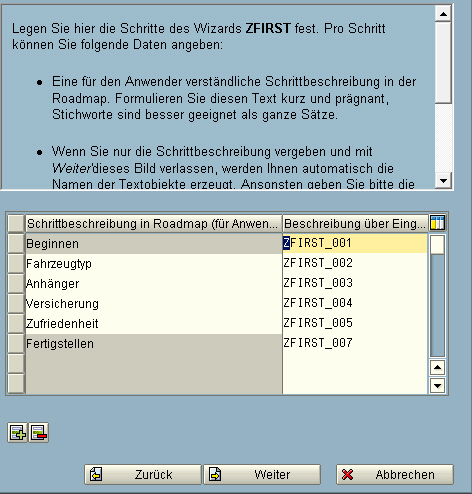 Legen Sie hier die Schritte des Wizards ZFIRST fest. Pro Schritt
können Sie folgende Daten angeben:
• Eine für den Anwender verständliche Schrittbeschreibung in der
Roadmap. Formulieren Sie diesen Text kurz und prägnant,
Stichworte sind besser geeignet als ganze Sätze.
• Wenn Sie nur die Schrittbeschreibung vergeben und mit
Weiter'dieses Bild verlassen, werden Ihnen automatisch die
Namen der Textobjekte erzeugt. Ansonsten geben Sie bitte die
Schrittbeschreibung in Roadmap (für Anwen... Beschreibung über Eing...
Beginnen ZFIRST_001
Fahrzeugtyp ZFIRST_002
Anhänger ZFIRST_003
Versicherung ZFIRST_004
Zufriedenheit ZFIRST_005
Fertigstellen ZFIRST_007
Zurück Weiter Abbrechen